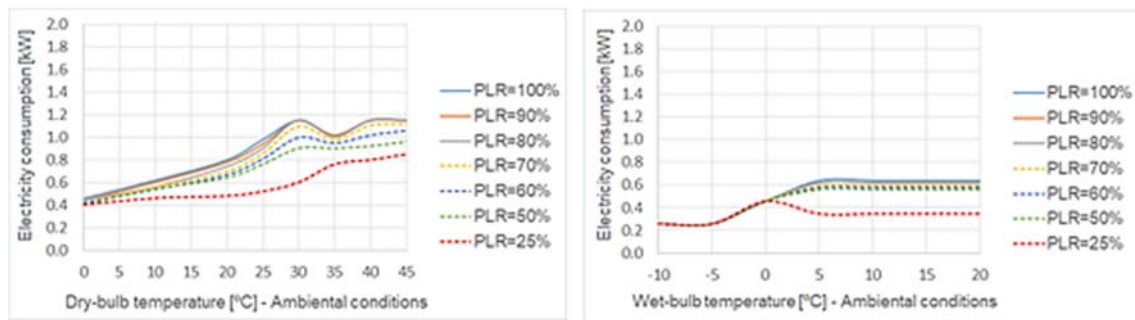 Electricity consumption [kW]
2.0
1.8
1.6
1.4
1.2
1.0
0.8
0.6
0.4
0.2
0.0
0 5 10 15 20 25 30 35 40 45
Dry-bulb temperature [ºC] - Ambiental conditions
PLR=100%
PLR=90%
PLR=80%
PLR=70%
PLR=60%
PLR=50%
PLR=25%
Electricity consumption [kW]
2.0
1.8
1.6
1.4
1.2
1.0
0.8
0.6
0.4
0.2
0.0
-10 -5 0 5 10 15 20
Wet-bulb temperature [ºC] - Ambiental conditions
PLR=100%
PLR=90%
PLR=80%
PLR=70%
PLR=60%
PLR=50%
PLR=25%